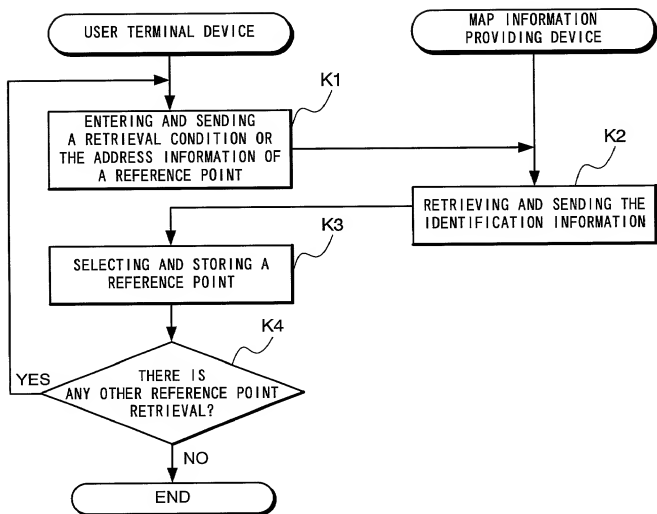 USER TERMINAL DEVICE
MAP INFORMATION
PROVIDING DEVICE
K1
ENTERING AND SENDING
A RETRIEVAL CONDITION OR
THE ADDRESS INFORMATION OF
A REFERENCE POINT
K2
RETRIEVING AND SENDING THE
IDENTIFICATION INFORMATION
K3
SELECTING AND STORING A
REFERENCE POINT
K4
YES
THERE IS
ANY OTHER REFERENCE POINT
RETRIEVAL?
NO
END